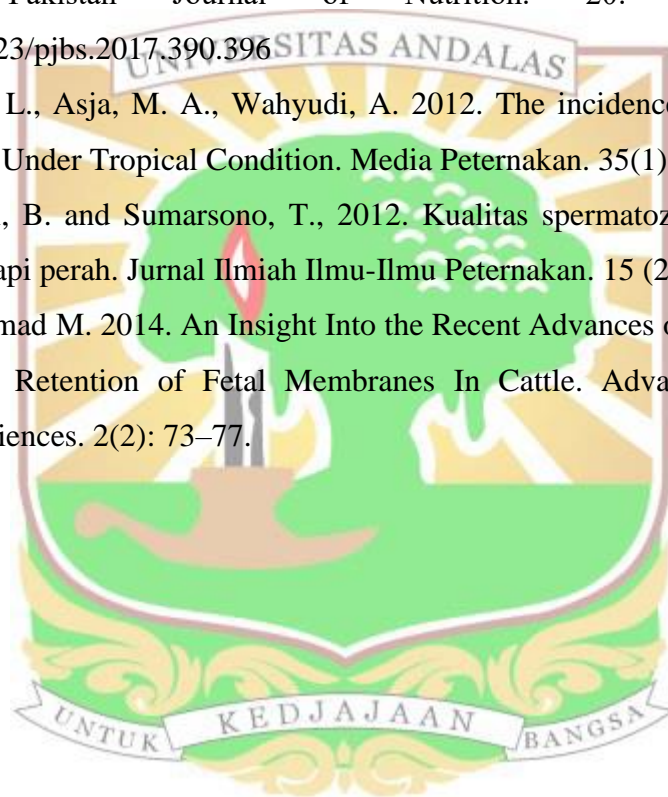 Pakistan Journal of Nutrition. 20.
23/pjbs.2017.390.396
UNIVERSITAS ANDALAS
L., Asja, M. A., Wahyudi, A. 2012. The incidence
Under Tropical Condition. Media Peternakan. 35(1)
., B. and Sumarsono, T., 2012. Kualitas spermatoz
api perah. Jurnal Ilmiah Ilmu-Ilmu Peternakan. 15 (2
mad M. 2014. An Insight Into the Recent Advances
Retention of Fetal Membranes In Cattle. Adva
iences. 2(2): 73–77.
UNTUK KEDJAJAAN BANGSA